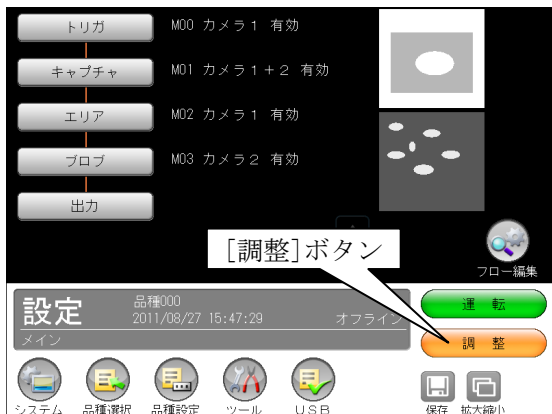 トリガ
M00 カメラ1 有効
キャプチャ
M01 カメラ1+2 有効
エリア
M02 カメラ1 有効
ブロブ
M03 カメラ2 有効
出力
[調整]ボタン
フロー編集
設定
品種000
2011/08/27 15:47:29
オフライン
メイン
運 転
調 整
システム
品種選択
品種設定
ツール
USB
保存
拡大縮小